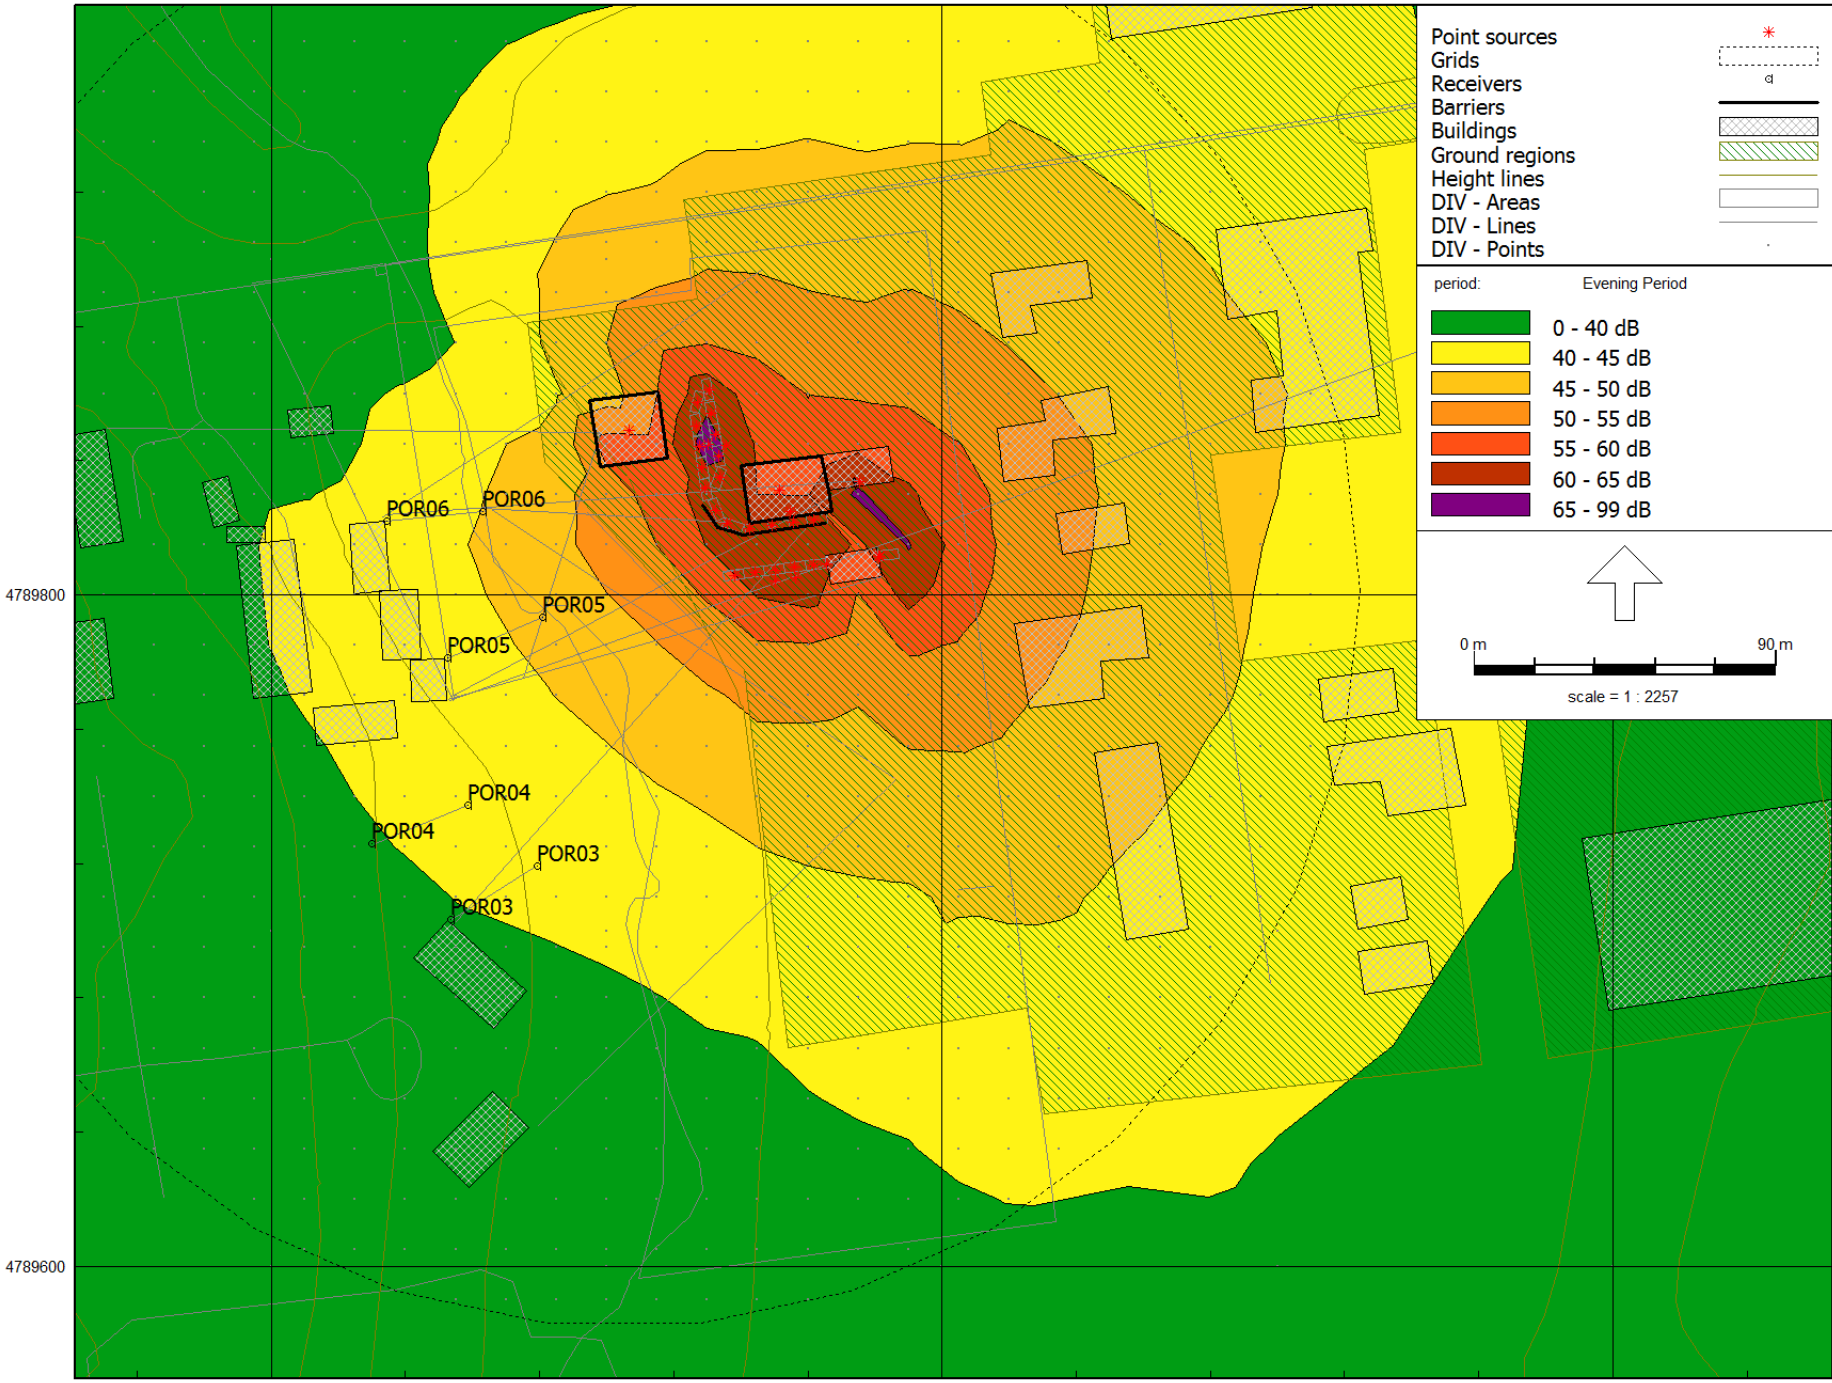 Point sources
Grids
Receivers
Barriers
Buildings
Ground regions
Height lines
DIV - Areas
DIV - Lines
DIV - Points
period: Evening Period
0 - 40 dB
40 - 45 dB
45 - 50 dB
50 - 55 dB
55 - 60 dB
60 - 65 dB
65 - 99 dB
0 m 90 m
scale = 1 : 2257
POR06
POR06
4789800
POR05
POR05
POR04
POR04
POR03
POR03
4789600